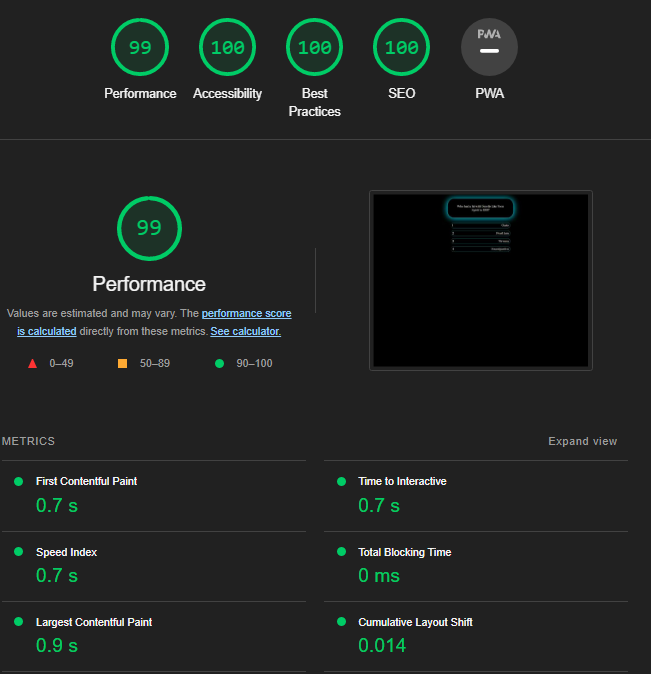 99
100
100
100
PWA
Performance
Accessibility
Best
Practices
SEO
PWA
99
Performance
Values are estimated and may vary. The performance score
is calculated directly from these metrics. See calculator.
0–49
50–89
90–100
METRICS
Expand view
First Contentful Paint
0.7 s
Time to Interactive
0.7 s
Speed Index
0.7 s
Total Blocking Time
0 ms
Largest Contentful Paint
0.9 s
Cumulative Layout Shift
0.014